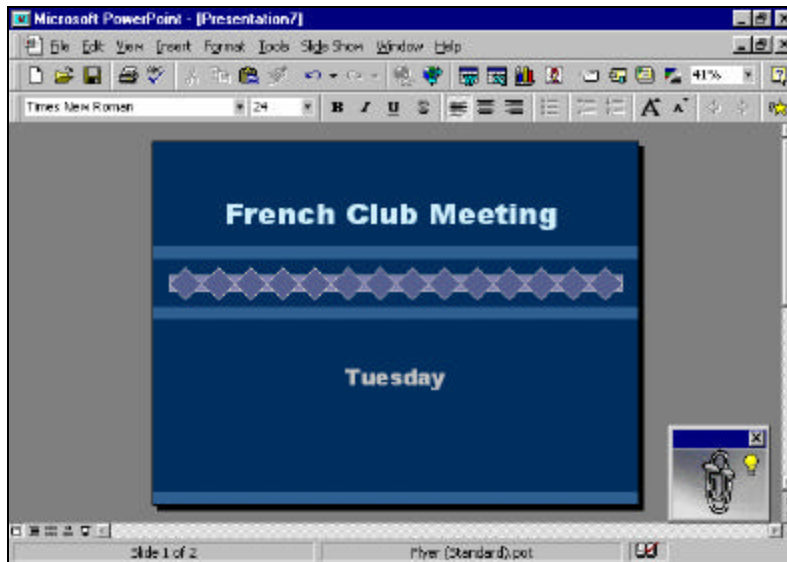 Microsoft PowerPoint - [Presentation7]
File Edit View Insert Format Tools Slide Show Window Help
41%
Times New Roman 24 B I U S A A
French Club Meeting
Tuesday
Slide 1 of 2 Flyer (Standard).pot